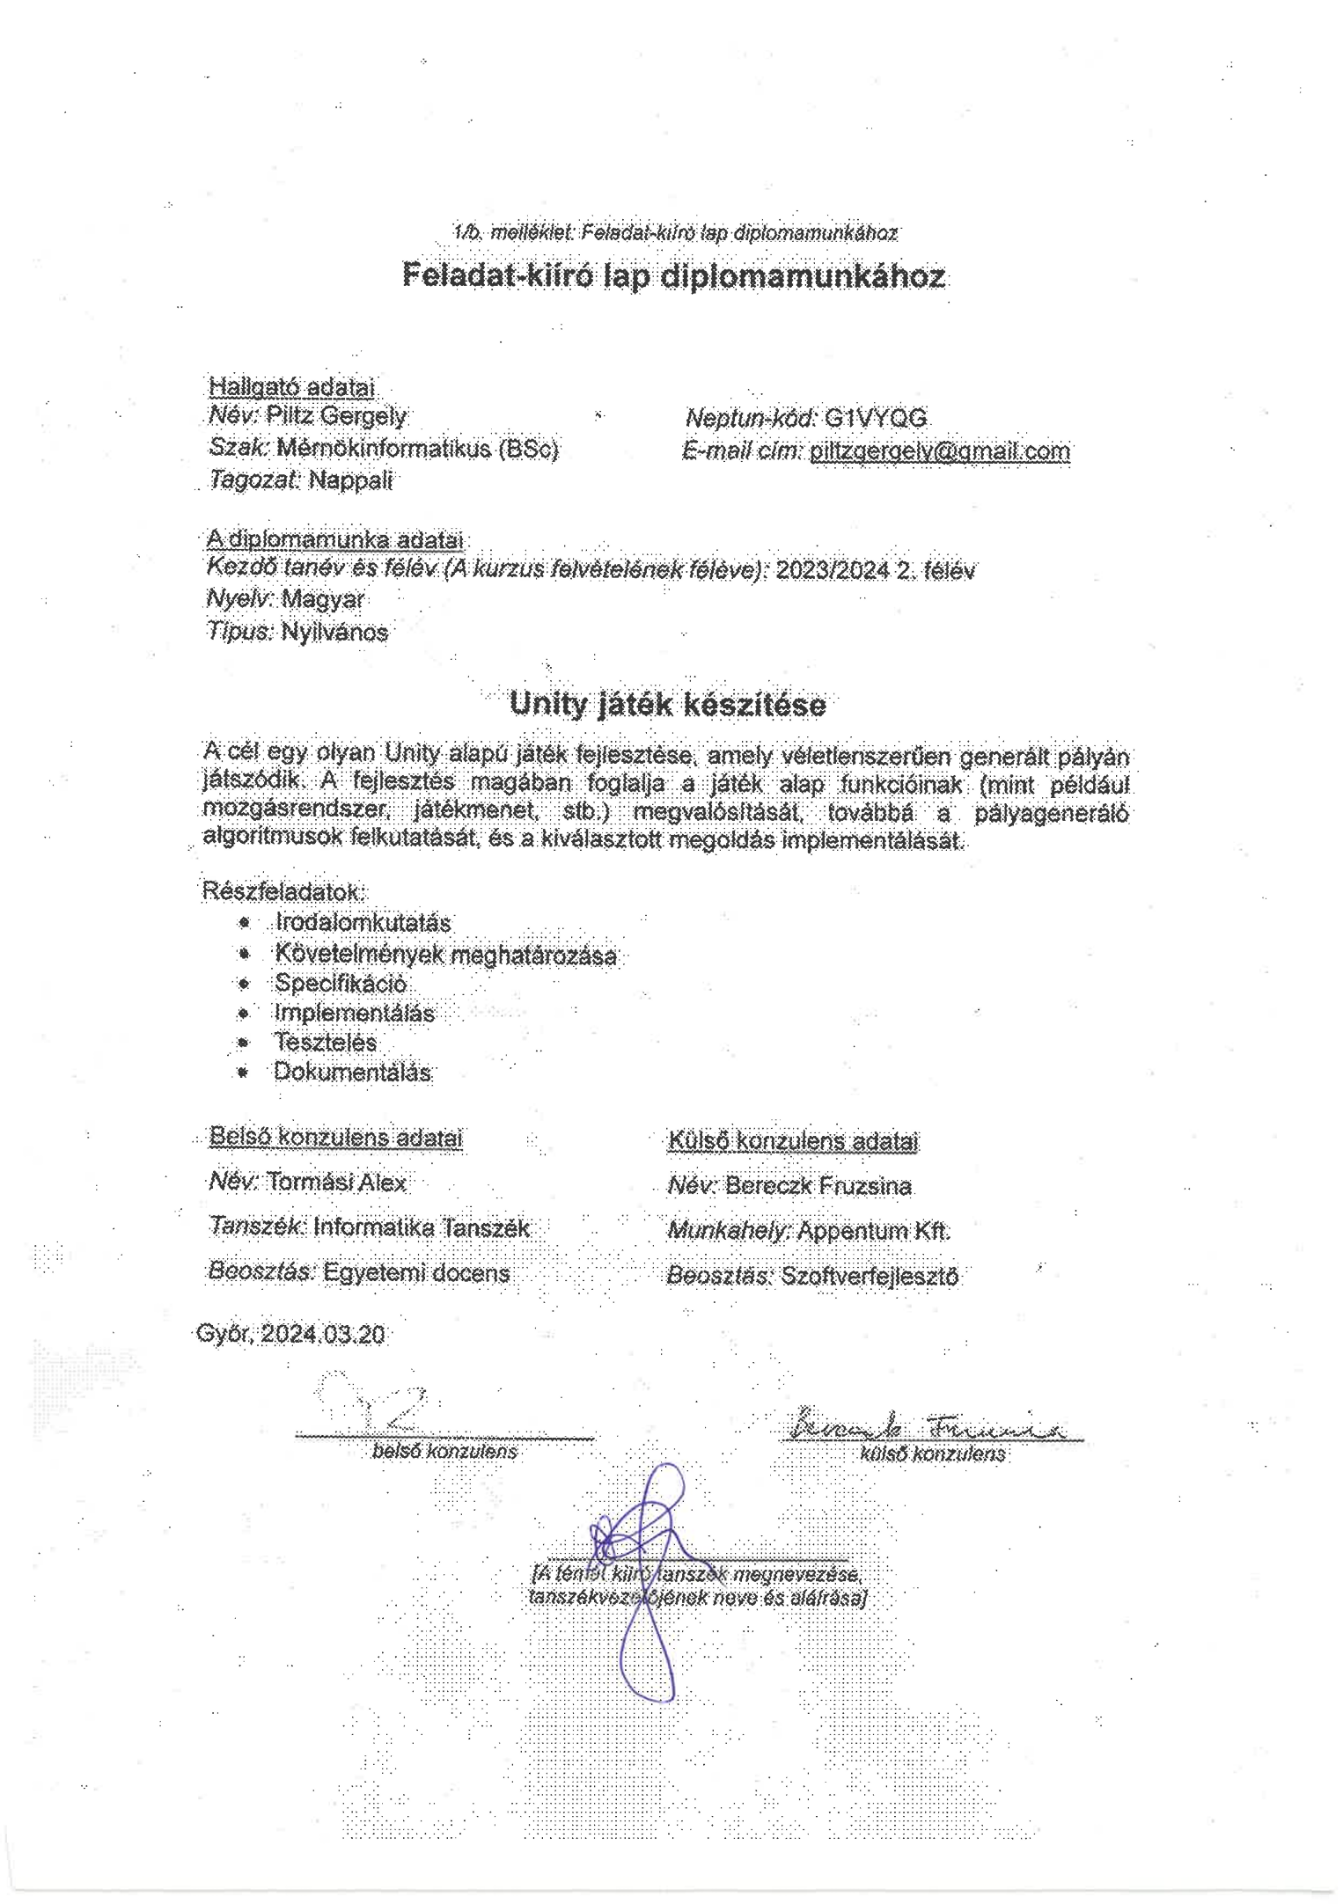 1/b. melléklet: Feladat-kiíró lap diplomamunkához
Feladat-kiíró lap diplomamunkához
Hallgató adatai
Név: Piltz Gergely
Neptun-kód: G1VYQG
Szak: Mérnökinformatikus (BSc)
E-mail cím: piltzgergely@gmail.com
Tagozat: Nappali
A diplomamunka adatai
Kezdő tanév és félév (A kurzus felvételének féléve): 2023/2024 2. félév
Nyelv: Magyar
Típus: Nyilvános
Unity játék készítése
A cél egy olyan Unity alapú játék fejlesztése, amely véletlenszerűen generált pályán
játszódik. A fejlesztés magában foglalja a játék alap funkcióinak (mint például
mozgásrendszer, játékmenet, stb.) megvalósítását, továbbá a pályageneráló
algoritmusok felkutatását, és a kiválasztott megoldás implementálását.
Részfeladatok:
• Irodalomkutatás
• Követelmények meghatározása
• Specifikáció
• Implementálás
• Tesztelés
• Dokumentálás
Belső konzulens adatai
Külső konzulens adatai
Név: Tormási Alex
Név: Bereczk Fruzsina
Tanszék: Informatika Tanszék
Munkahely: Appentum Kft.
Beosztás: Egyetemi docens
Beosztás: Szoftverfejlesztő
Győr, 2024.03.20
Bereczk Fruzsina
belső konzulens
külső konzulens
[A témát kiíró tanszék megnevezése,
tanszékvezetőjének neve és aláírása]